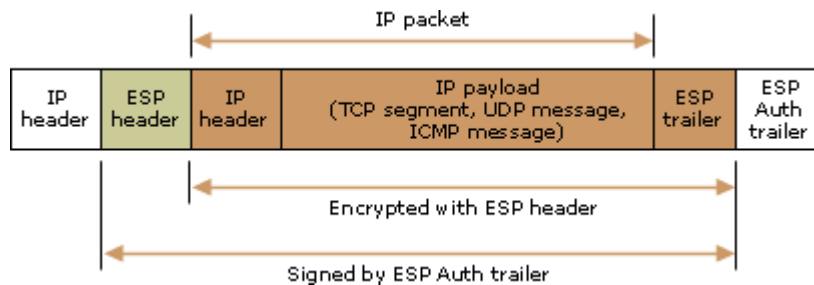 IP packet
IP
header
ESP
header
IP
header
IP payload
(TCP segment, UDP message,
ICMP message)
ESP
trailer
ESP
Auth
trailer
Encrypted with ESP header
Signed by ESP Auth trailer